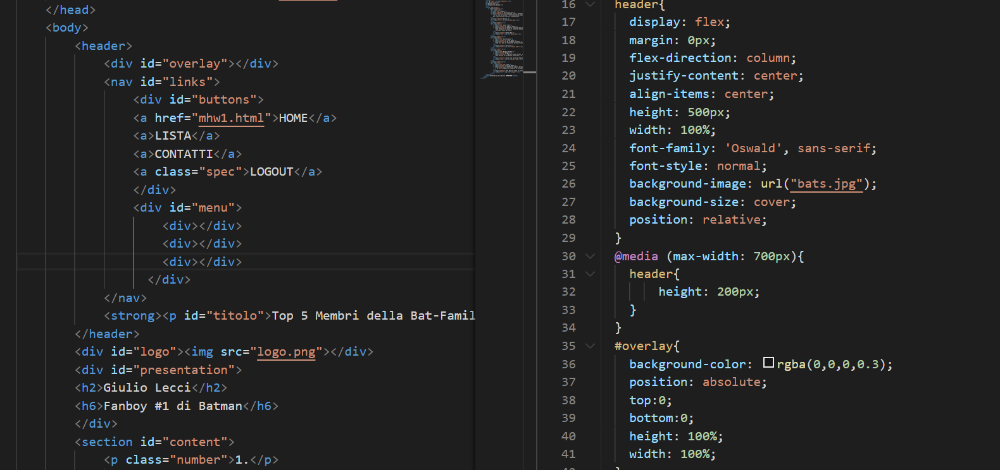 </head>
<body>
<header>
<div id="overlay"></div>
<nav id="links">
<div id="buttons">
<a href="mhw1.html">HOME</a>
<a>LISTA</a>
<a>CONTATTI</a>
<a class="spec">LOGOUT</a>
</div>
<div id="menu">
<div></div>
<div></div>
<div></div>
</div>
</nav>
<strong><p id="titolo">Top 5 Membri della Bat-Famil
</header>
<div id="logo"><img src="logo.png"></div>
<div id="presentation">
<h2>Giulio Lecci</h2>
<h6>Fanboy #1 di Batman</h6>
</div>
<section id="content">
<p class="number">1.</p>
16 header{
17 display: flex;
18 margin: 0px;
19 flex-direction: column;
20 justify-content: center;
21 align-items: center;
22 height: 500px;
23 width: 100%;
24 font-family: 'Oswald', sans-serif;
25 font-style: normal;
26 background-image: url("bats.jpg");
27 background-size: cover;
28 position: relative;
29 }
30 @media (max-width: 700px){
31 header{
32 height: 200px;
33 }
34 }
35 #overlay{
36 background-color: rgba(0,0,0,0.3);
37 position: absolute;
38 top:0;
39 bottom:0;
40 height: 100%;
41 width: 100%;